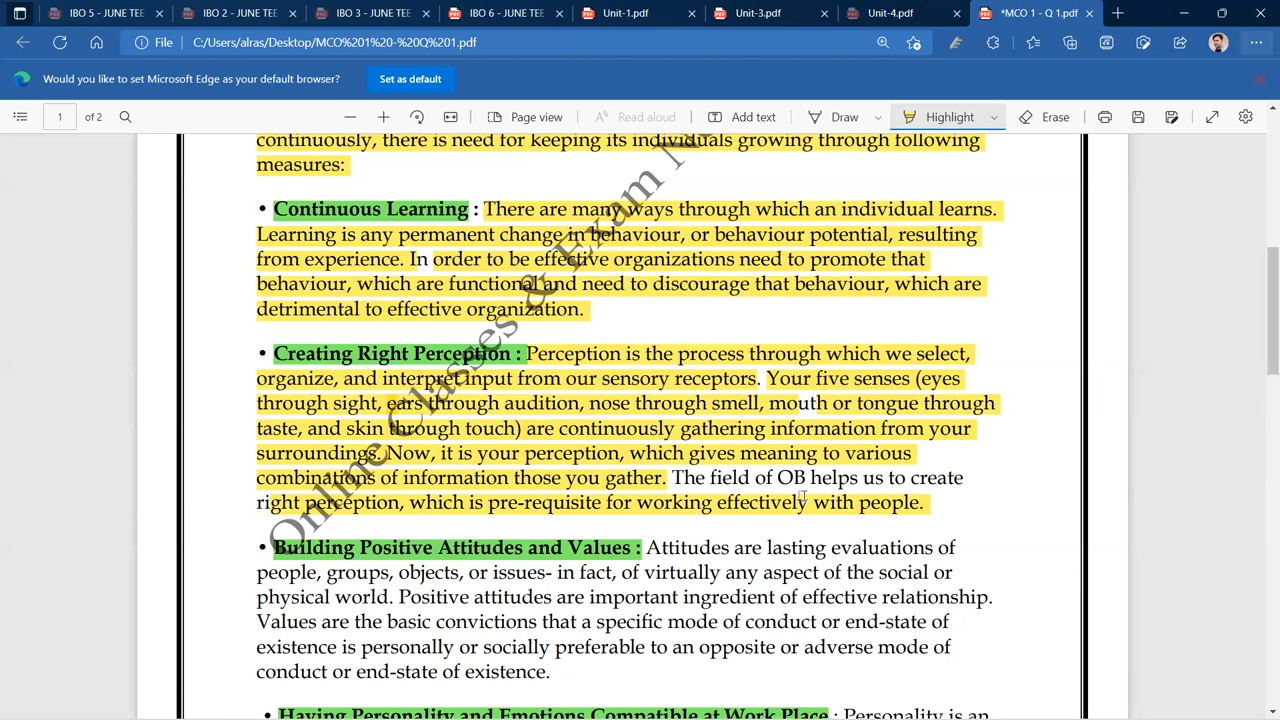 IBO 5 - JUNE TEE
IBO 2 - JUNE TEE
IBO 3 - JUNE TEE
IBO 6 - JUNE TEE
Unit-1.pdf
Unit-3.pdf
Unit-4.pdf
*MCO 1 - Q 1.pdf
File
C:/Users/alras/Desktop/MCO%201%20-%20Q%201.pdf
Would you like to set Microsoft Edge as your default browser?
Set as default
1 of 2
Page view
Read aloud
Add text
Draw
Highlight
Erase
continuously, there is need for keeping its individuals growing through following
measures:
• Continuous Learning : There are many ways through which an individual learns.
Learning is any permanent change in behaviour, or behaviour potential, resulting
from experience. In order to be effective organizations need to promote that
behaviour, which are functional and need to discourage that behaviour, which are
detrimental to effective organization.
• Creating Right Perception : Perception is the process through which we select,
organize, and interpret input from our sensory receptors. Your five senses (eyes
through sight, ears through audition, nose through smell, mouth or tongue through
taste, and skin through touch) are continuously gathering information from your
surroundings. Now, it is your perception, which gives meaning to various
combinations of information those you gather. The field of OB helps us to create
right perception, which is pre-requisite for working effectively with people.
• Building Positive Attitudes and Values : Attitudes are lasting evaluations of
people, groups, objects, or issues- in fact, of virtually any aspect of the social or
physical world. Positive attitudes are important ingredient of effective relationship.
Values are the basic convictions that a specific mode of conduct or end-state of
existence is personally or socially preferable to an opposite or adverse mode of
conduct or end-state of existence.
• Having Personality and Emotions Compatible at Work Place : Personality is an
Online Classes & Exam